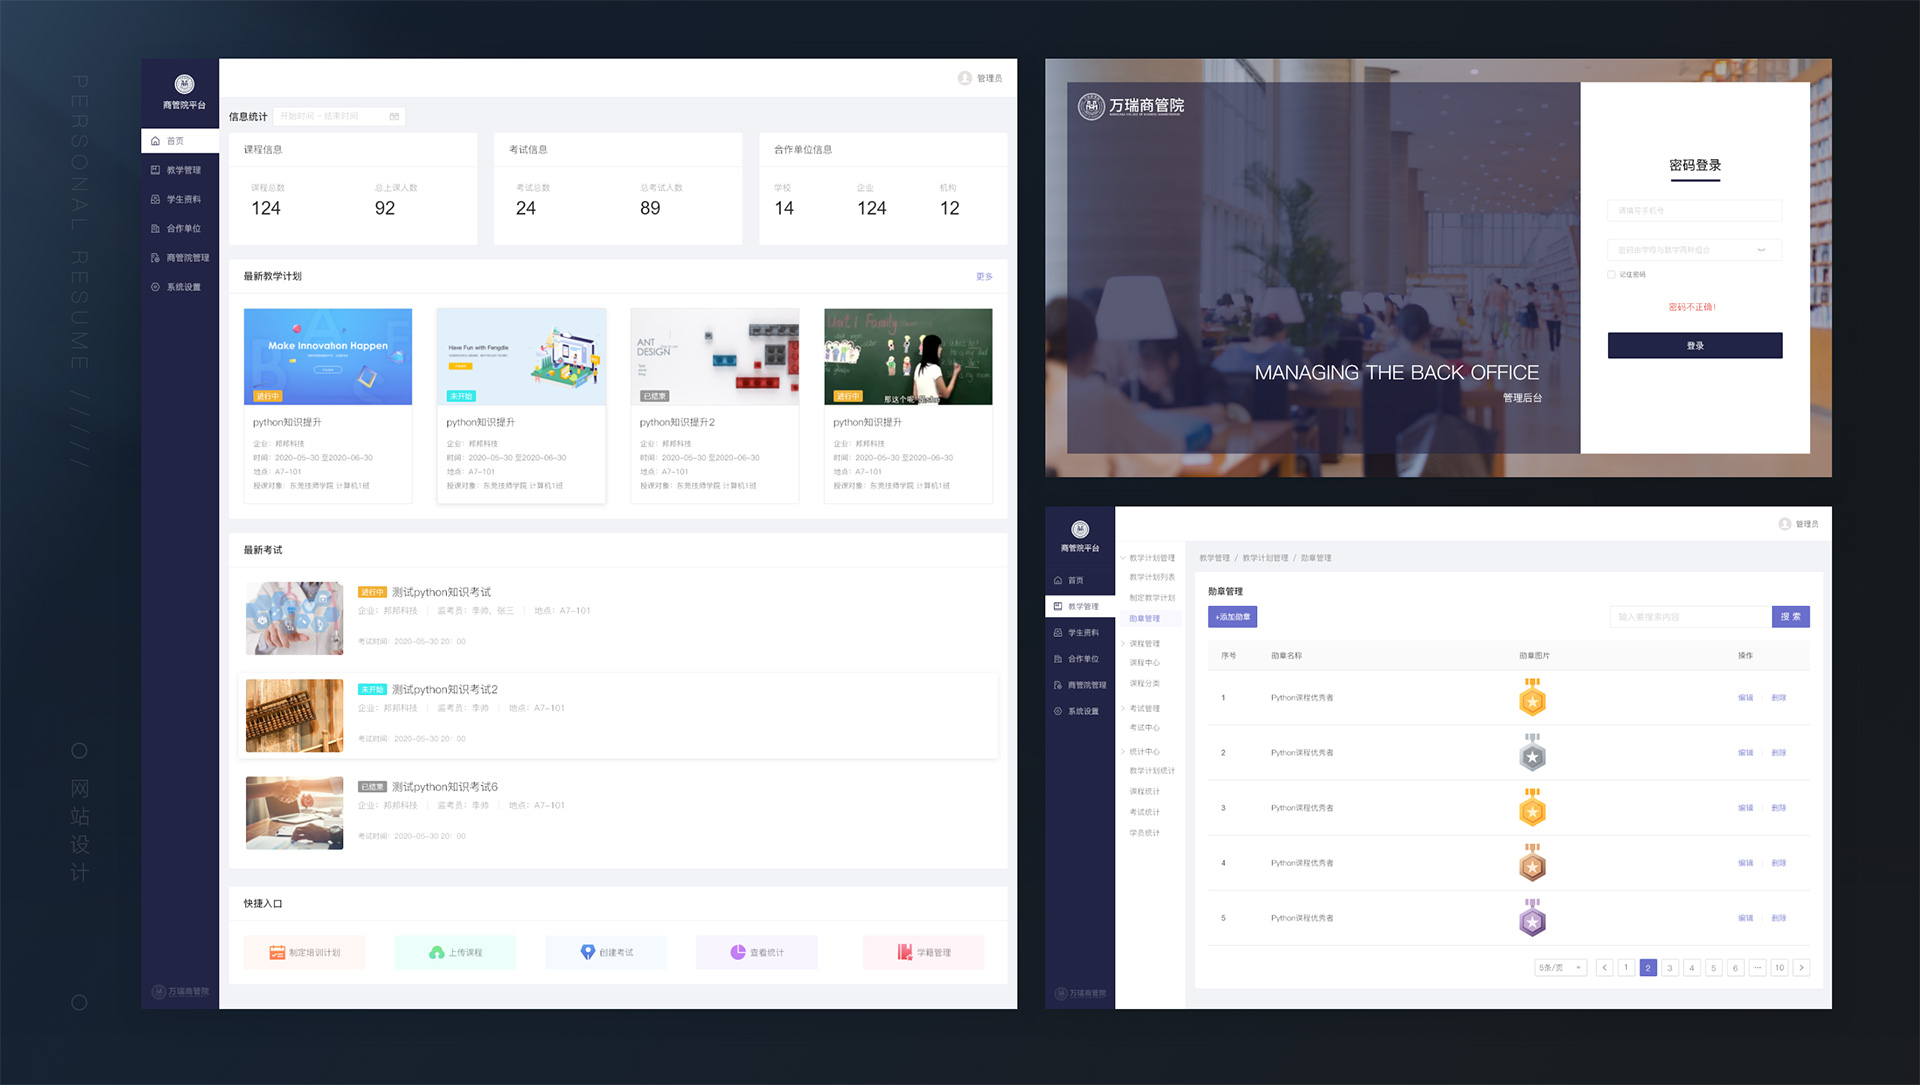 PERSONAL RESUME //////
网站设计
商管院平台
首页
教学管理
学生资料
合作单位
商管院管理
系统设置
万瑞商管院
管理员
信息统计
开始时间 ~ 结束时间
课程信息
课程总数
总上课人数
124
92
考试信息
考试总数
总考试人数
24
89
合作单位信息
学校
企业
机构
14
124
12
最新教学计划
更多
Make Innovation Happen
进行中
python知识提升
企业：邦邦科技
时间：2020-05-30 至2020-06-30
地点：A7-101
授课对象：东莞技师学院 计算机1班
Have Fun with Fengdie
未开始
python知识提升
企业：邦邦科技
时间：2020-05-30 至2020-06-30
地点：A7-101
授课对象：东莞技师学院 计算机1班
ANT
DESIGN
已结束
python知识提升2
企业：邦邦科技
时间：2020-05-30 至2020-06-30
地点：A7-101
授课对象：东莞技师学院 计算机1班
Unit 1 Family
进行中
那这个呢
python知识提升
企业：邦邦科技
时间：2020-05-30 至2020-06-30
地点：A7-101
授课对象：东莞技师学院 计算机1班
最新考试
进行中 测试python知识考试
企业：邦邦科技 | 监考员：李帅、张三 | 地点：A7-101
考试时间：2020-05-30 20：00
未开始 测试python知识考试2
企业：邦邦科技 | 监考员：李帅 | 地点：A7-101
考试时间：2020-05-30 20：00
已结束 测试python知识考试6
企业：邦邦科技 | 监考员：李帅 | 地点：A7-101
考试时间：2020-05-30 20：00
快捷入口
制定培训计划
上传课程
创建考试
查看统计
学籍管理
万瑞商管院
MANAGING THE BACK OFFICE
管理后台
密码登录
请填写手机号
密码由字母与数字两种组合
记住密码
密码不正确！
登录
商管院平台
首页
教学管理
学生资料
合作单位
商管院管理
系统设置
万瑞商管院
管理员
教学计划管理
教学计划列表
制定教学计划
勋章管理
课程管理
课程中心
课程分类
考试管理
考试中心
统计中心
教学计划统计
课程统计
考试统计
学员统计
教学管理 / 教学计划管理 / 勋章管理
勋章管理
+添加勋章
输入要搜索内容
搜 索
序号 勋章名称 勋章图片 操作
1 Python课程优秀者 编辑 删除
2 Python课程优秀者 编辑 删除
3 Python课程优秀者 编辑 删除
4 Python课程优秀者 编辑 删除
5 Python课程优秀者 编辑 删除
5条/页 < 1 2 3 4 5 6 ··· 10 >